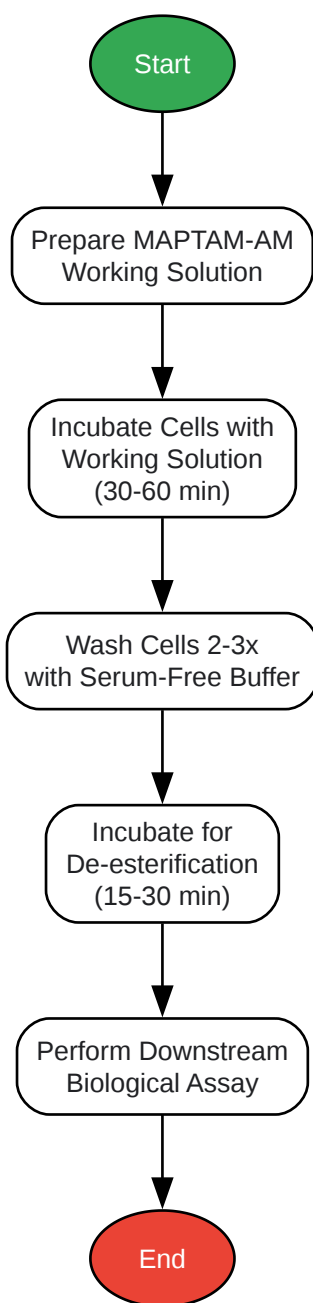 Start
Prepare MAPTAM-AM
Working Solution
Incubate Cells with
Working Solution
(30-60 min)
Wash Cells 2-3x
with Serum-Free Buffer
Incubate for
De-esterification
(15-30 min)
Perform Downstream
Biological Assay
End